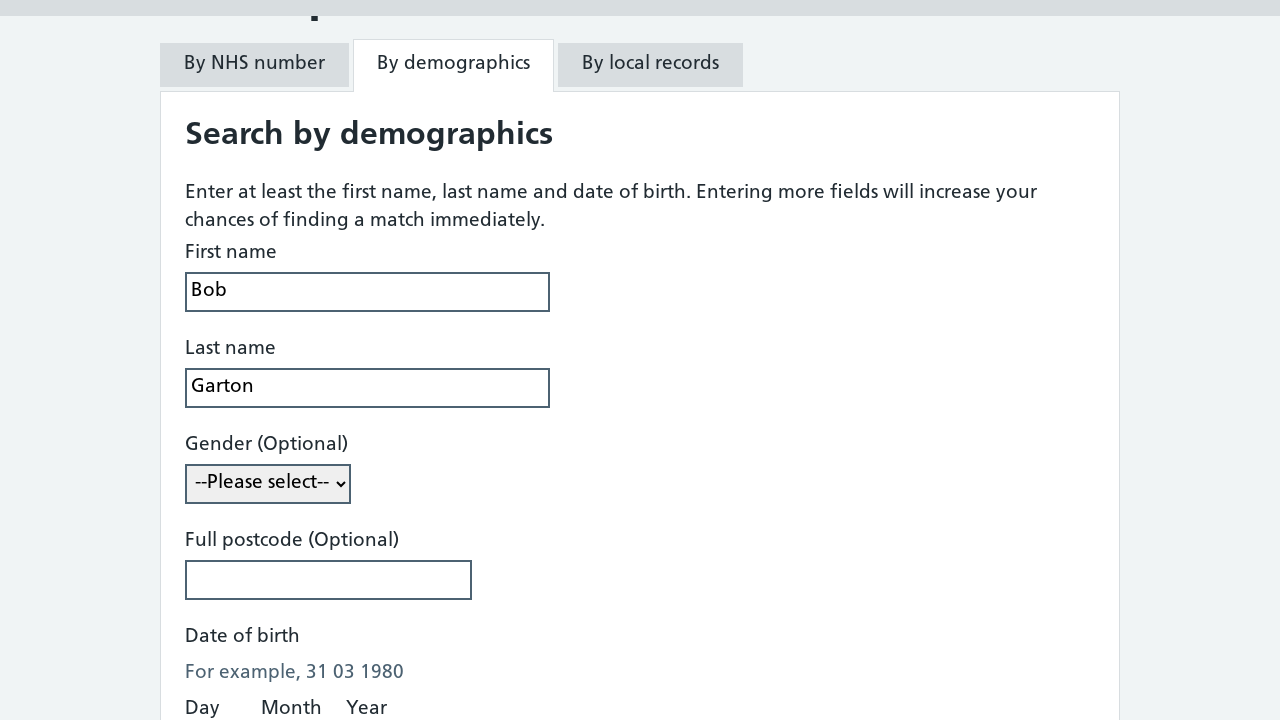 By NHS number
By demographics
By local records
Search by demographics
Enter at least the first name, last name and date of birth. Entering more fields will increase your
chances of finding a match immediately.
First name
Bob
Last name
Garton
Gender (Optional)
--Please select--
Full postcode (Optional)
Date of birth
For example, 31 03 1980
Day Month Year